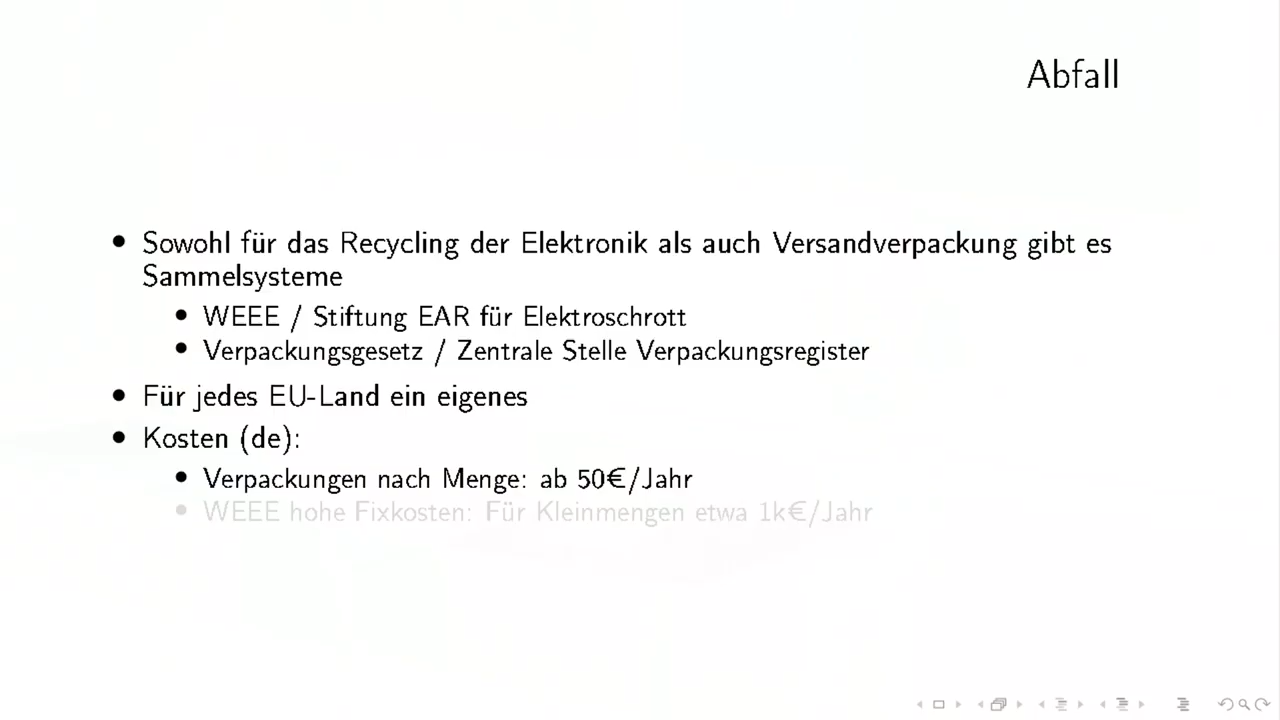 Abfall
• Sowohl für das Recycling der Elektronik als auch Versandverpackung gibt es
Sammelsysteme
• WEEE / Stiftung EAR für Elektroschrott
• Verpackungsgesetz / Zentrale Stelle Verpackungsregister
• Für jedes EU-Land ein eigenes
• Kosten (de):
• Verpackungen nach Menge: ab 50€/Jahr
• WEEE hohe Fixkosten: Für Kleinmengen etwa 1k€/Jahr